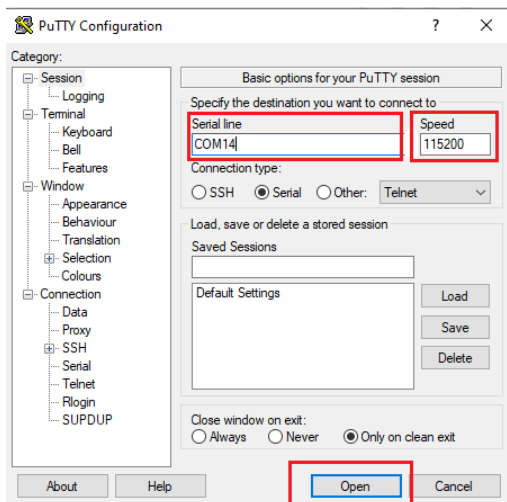 PuTTY Configuration
Category:
Session
Logging
Terminal
Keyboard
Bell
Features
Window
Appearance
Behaviour
Translation
Selection
Colours
Connection
Data
Proxy
SSH
Serial
Telnet
Rlogin
SUPDUP
Basic options for your PuTTY session
Specify the destination you want to connect to
Serial line Speed
COM14 115200
Connection type:
SSH Serial Other: Telnet
Load, save or delete a stored session
Saved Sessions
Default Settings
Load
Save
Delete
Close window on exit:
Always Never Only on clean exit
About Help Open Cancel